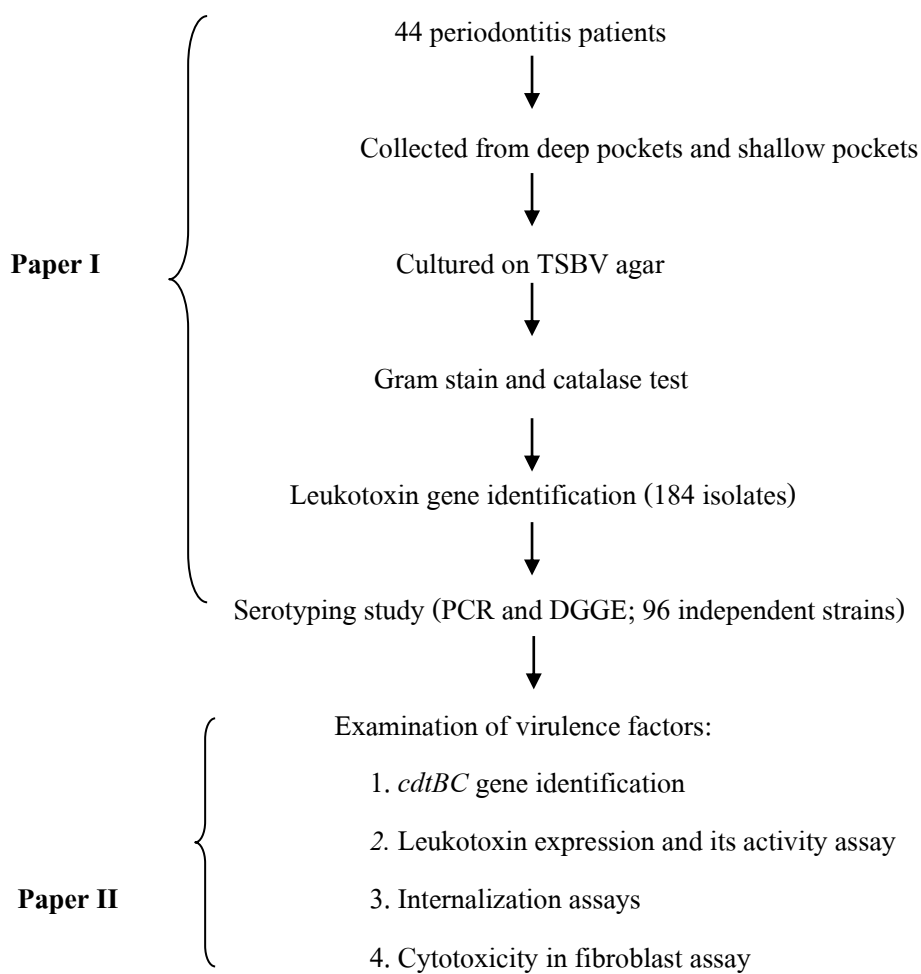 44 periodontitis patients
Collected from deep pockets and shallow pockets
Paper I
Cultured on TSBV agar
Gram stain and catalase test
Leukotoxin gene identification (184 isolates)
Serotyping study (PCR and DGGE; 96 independent strains)
Examination of virulence factors:
1. cdtBC gene identification
2. Leukotoxin expression and its activity assay
Paper II
3. Internalization assays
4. Cytotoxicity in fibroblast assay